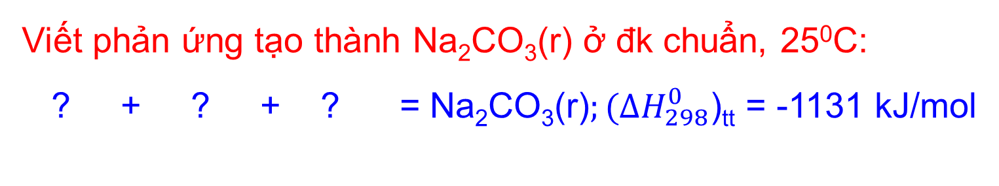 Viết phản ứng tạo thành Na₂CO₃(r) ở đk chuẩn, 25⁰C:
? + ? + ? = Na₂CO₃(r); (Δ𝐻⁰₂₉₈)tt = -1131 kJ/mol